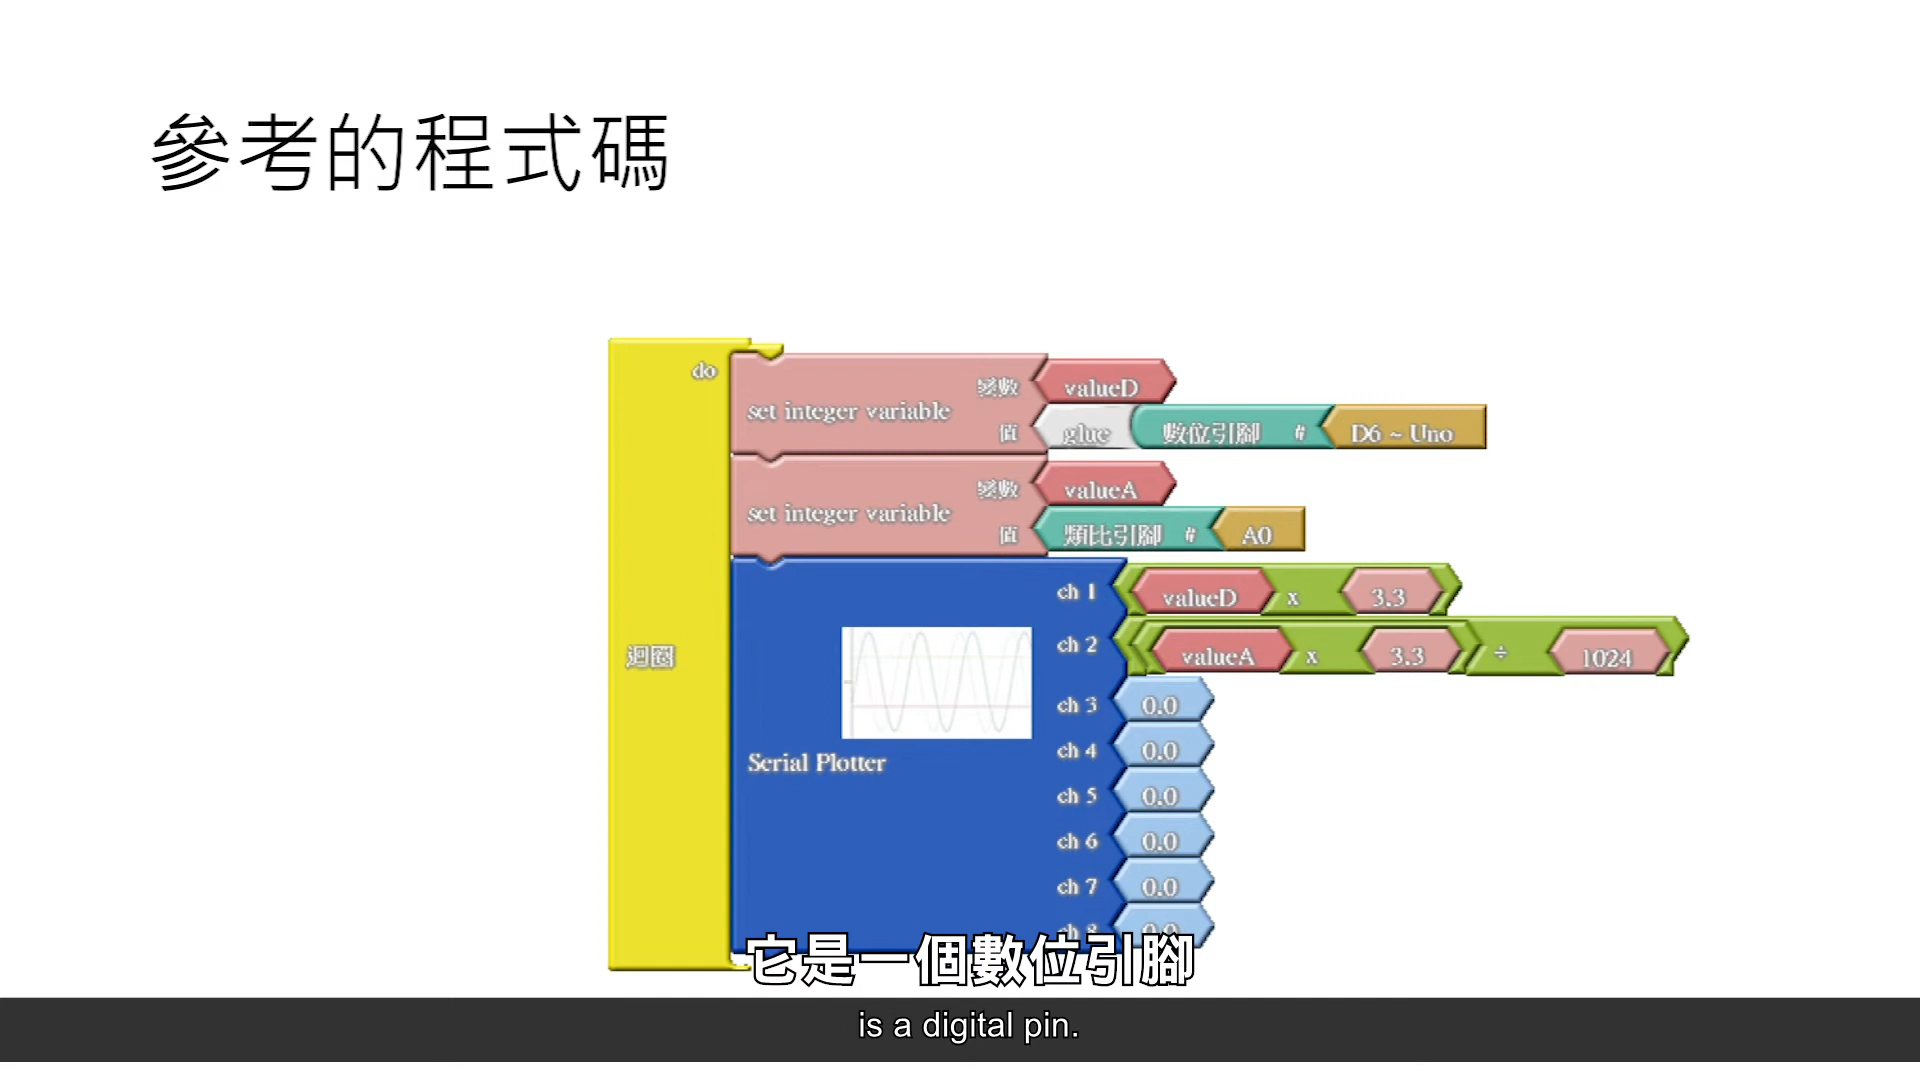 參考的程式碼
do
set integer variable 變數 valueD
值 glue 數位引腳 # D6 ~ Uno
set integer variable 變數 valueA
值 類比引腳 # A0
迴圈
Serial Plotter
ch 1 valueD x 3.3
ch 2 valueA x 3.3 ÷ 1024
ch 3 0.0
ch 4 0.0
ch 5 0.0
ch 6 0.0
ch 7 0.0
ch 8 0.0
它是一個數位引腳
is a digital pin.